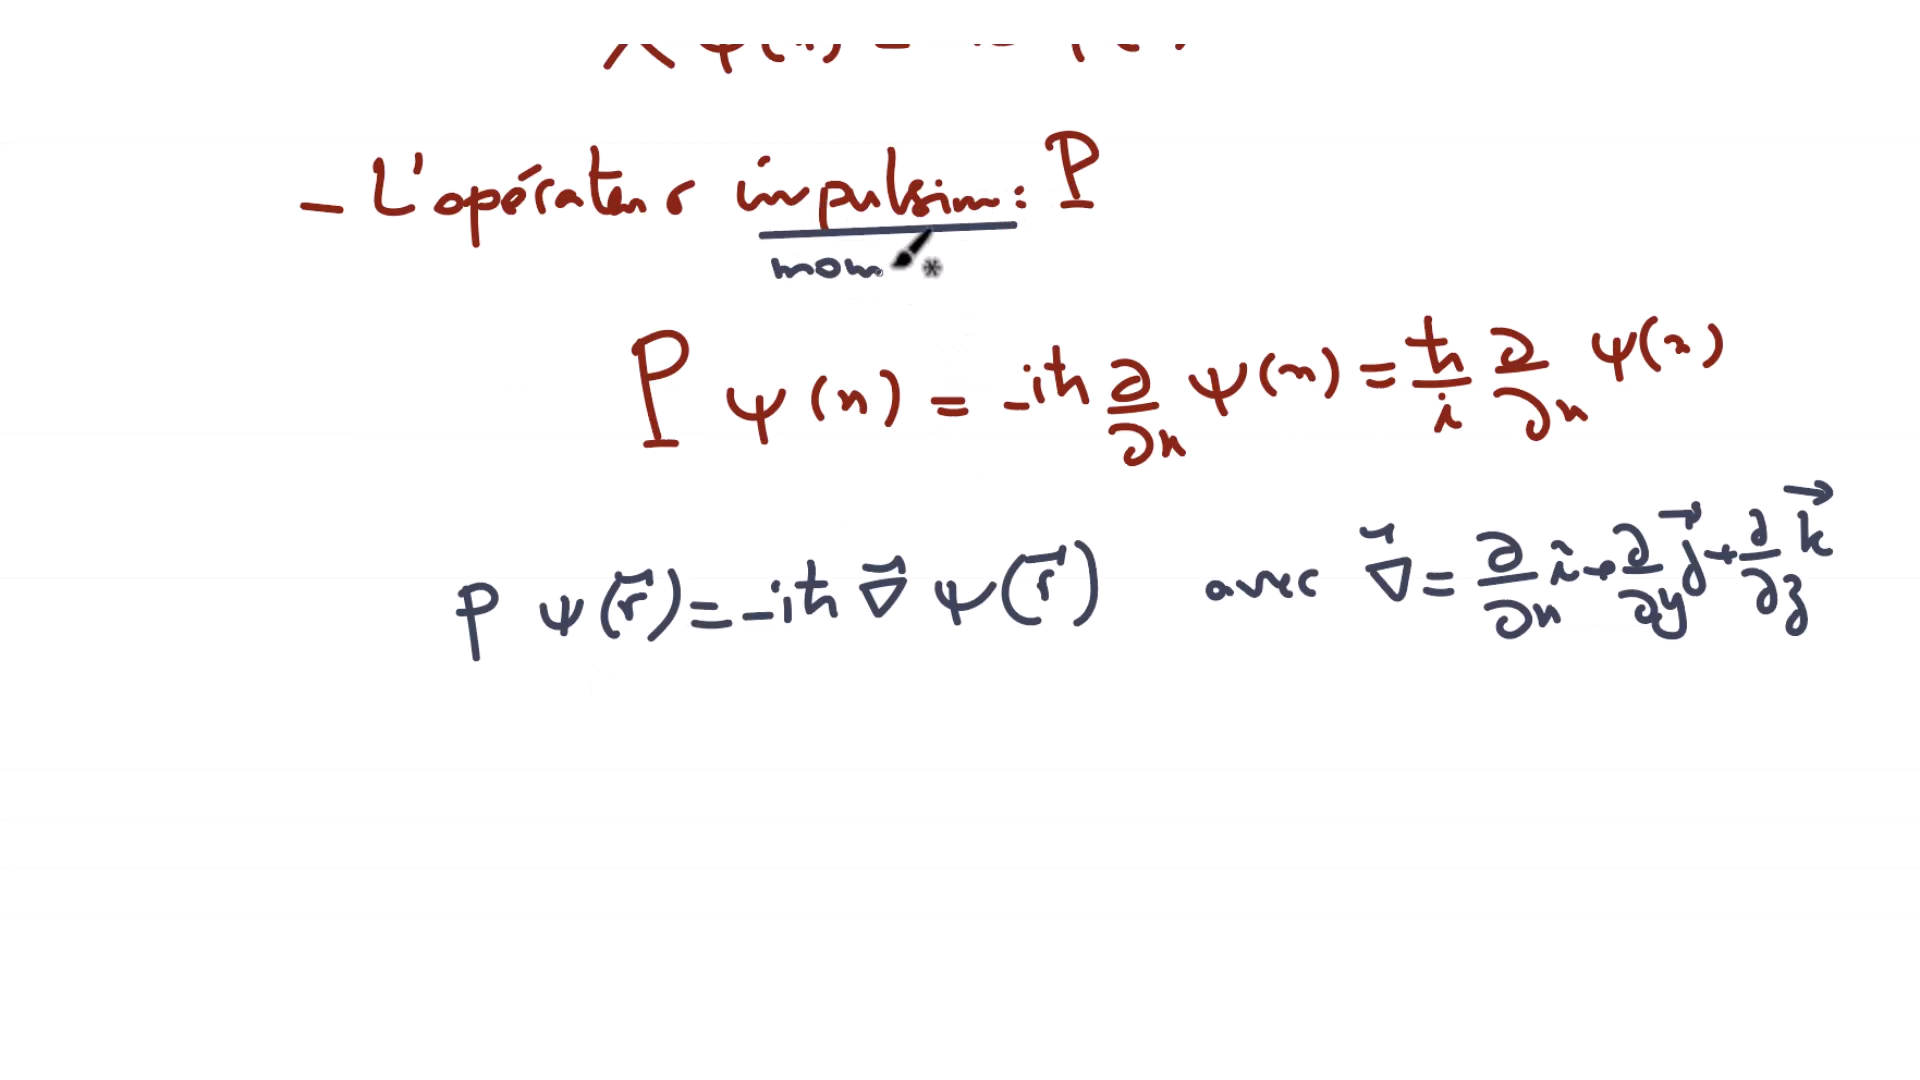 - L'opérateur impulsion : P
mom
P ψ(x) = -iħ ∂/∂x ψ(x) = ħ/i ∂/∂x ψ(x)
P ψ(r⃗) = -iħ ∇⃗ ψ(r⃗) avec ∇⃗ = ∂/∂x i⃗ + ∂/∂y j⃗ + ∂/∂z k⃗